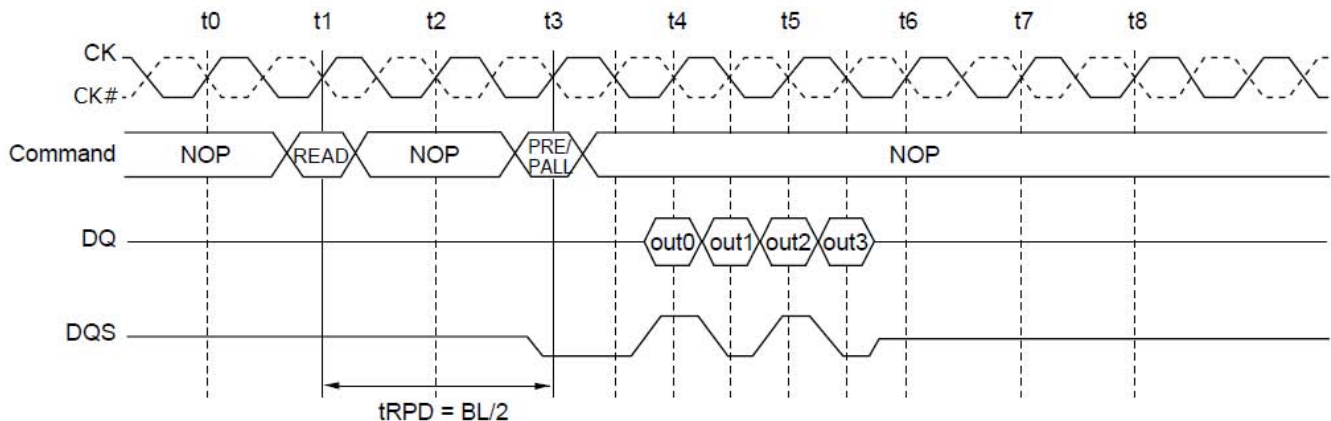 t0 t1 t2 t3 t4 t5 t6 t7 t8
CK
CK#
Command NOP READ NOP PRE/ PALL NOP
DQ out0 out1 out2 out3
DQS
tRPD = BL/2